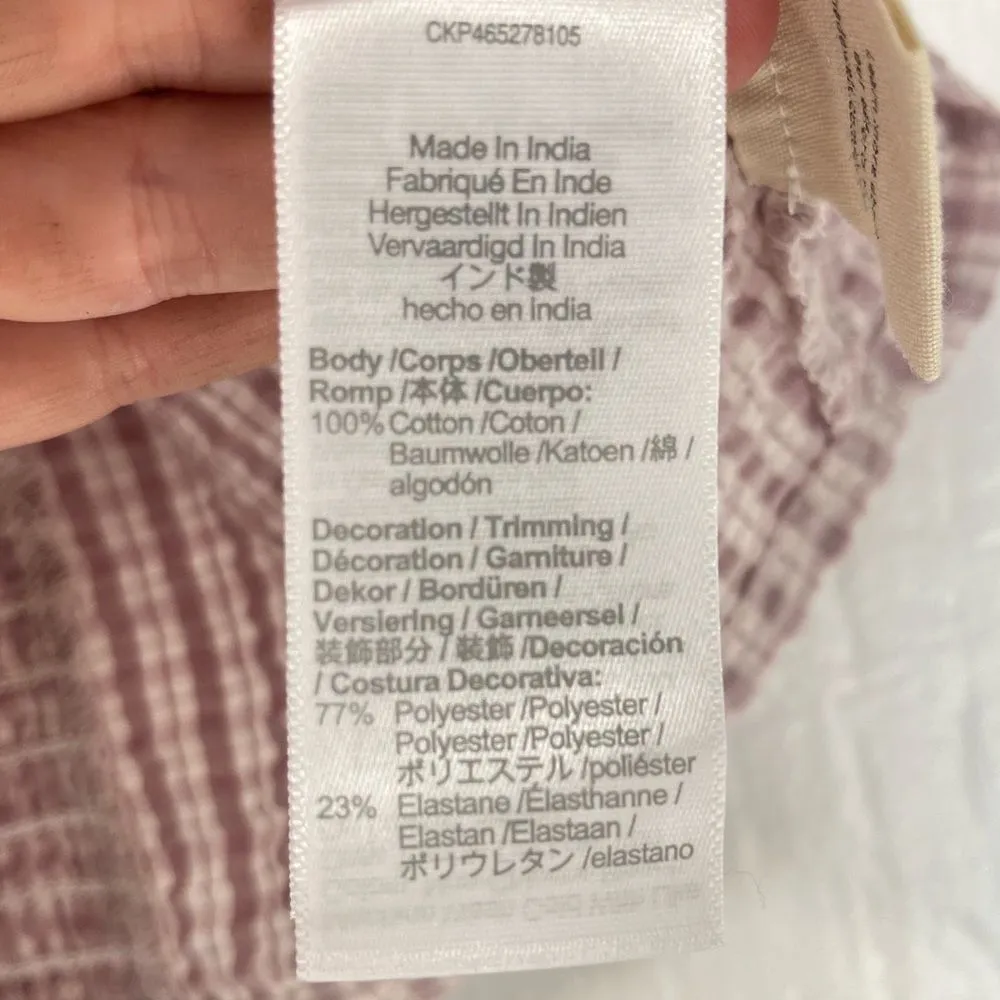 CKP465278105
Made In India
Fabriqué En Inde
Hergestellt In Indien
Vervaardigd In India
インド製
hecho en india
Body /Corps /Oberteil /
Romp /本体 /Cuerpo:
100% Cotton /Coton /
Baumwolle /Katoen /綿 /
algodón
Decoration / Trimming /
Décoration / Garniture /
Dekor / Bordüren /
Versiering / Garneersel /
装飾部分 / 装飾 /Decoración
/ Costura Decorativa:
77% Polyester /Polyester /
Polyester /Polyester /
ポリエステル /poliéster
23% Elastane /Élasthanne /
Elastan /Elastaan /
ポリウレタン /elastano